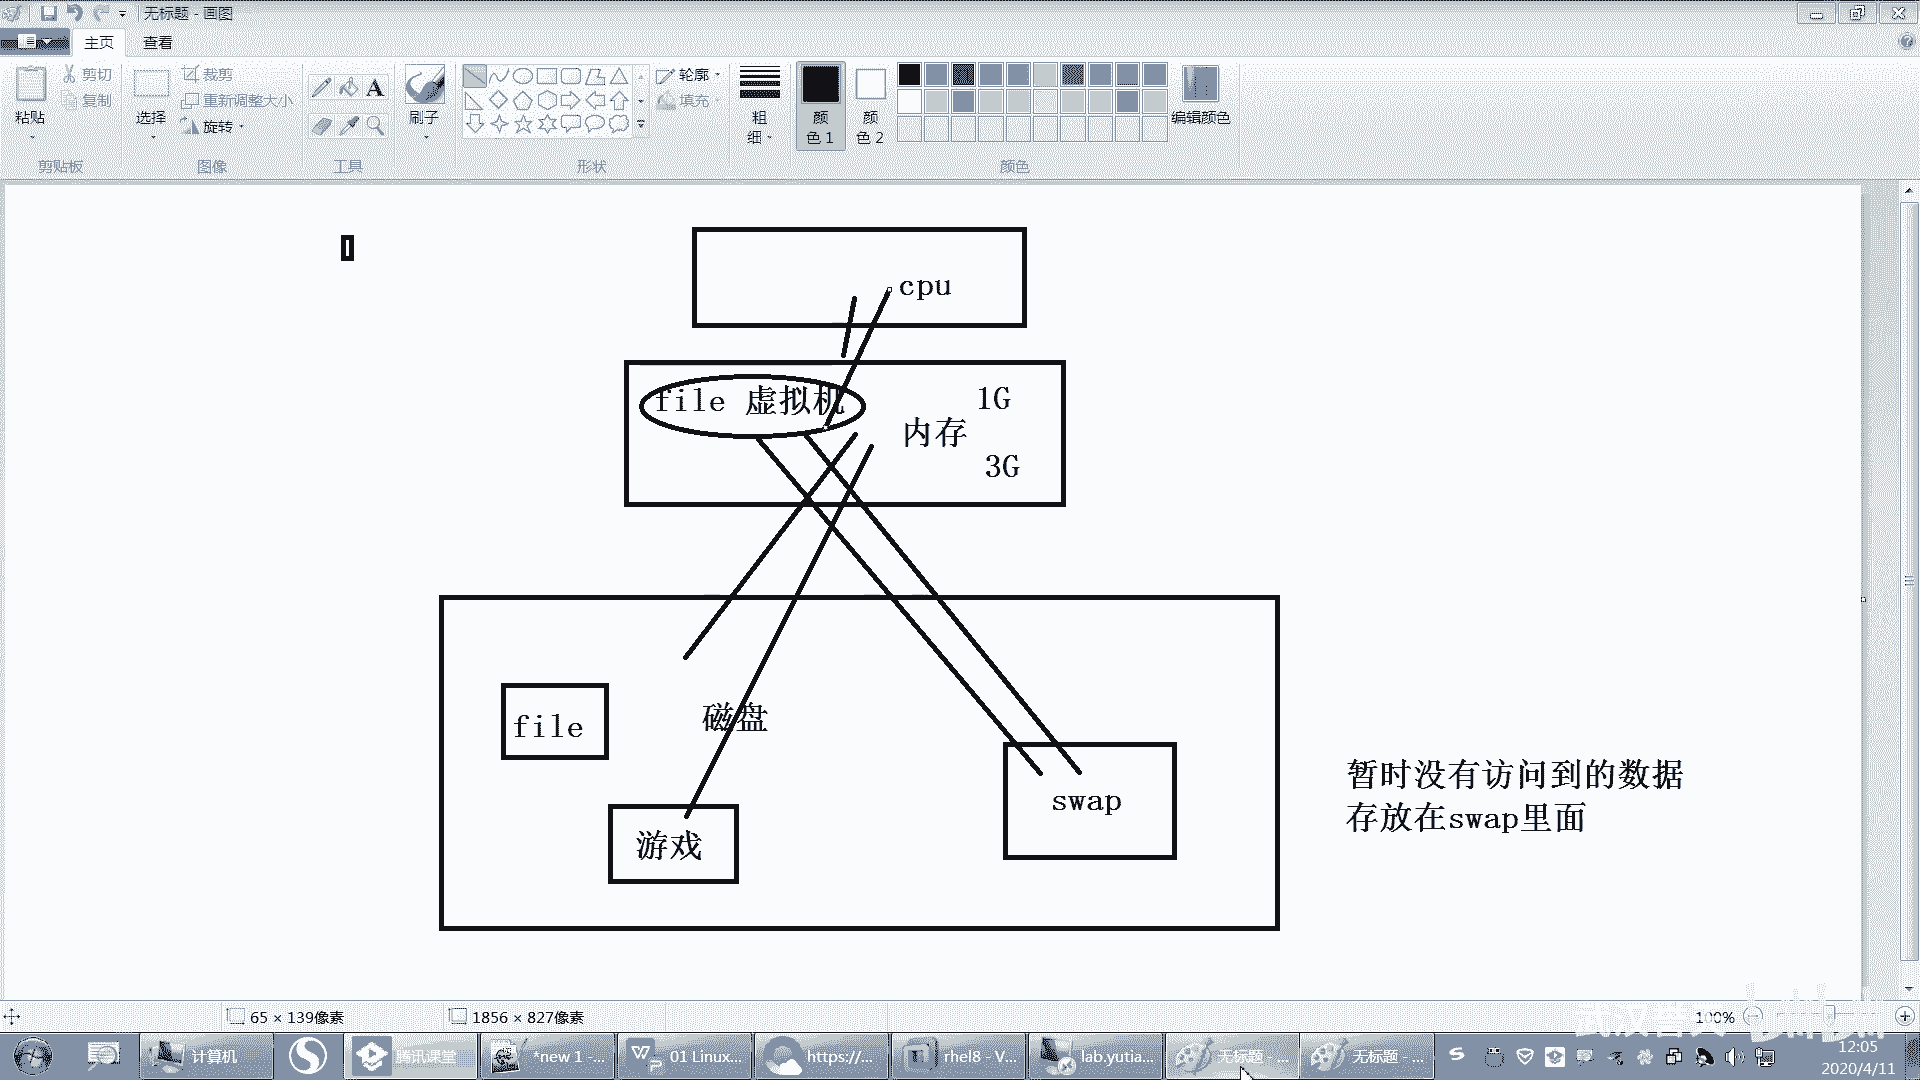 无标题 - 画图
主页 查看
粘贴
剪切
复制
剪贴板
选择
裁剪
重新调整大小
旋转
图像
A
工具
刷子
形状
轮廓
填充
粗
细
颜
色 1
颜
色 2
颜色
编辑颜色
cpu
file 虚拟机
1G
内存
3G
file
磁盘
游戏
swap
暂时没有访问到的数据
存放在swap里面
65 × 139像素
1856 × 827像素
100%
计算机
腾讯课堂
*new 1 -...
01 Linux...
https://...
rhel8 - V...
lab.yutia...
无标题 - ...
无标题 - ...
12:05
2020/4/11